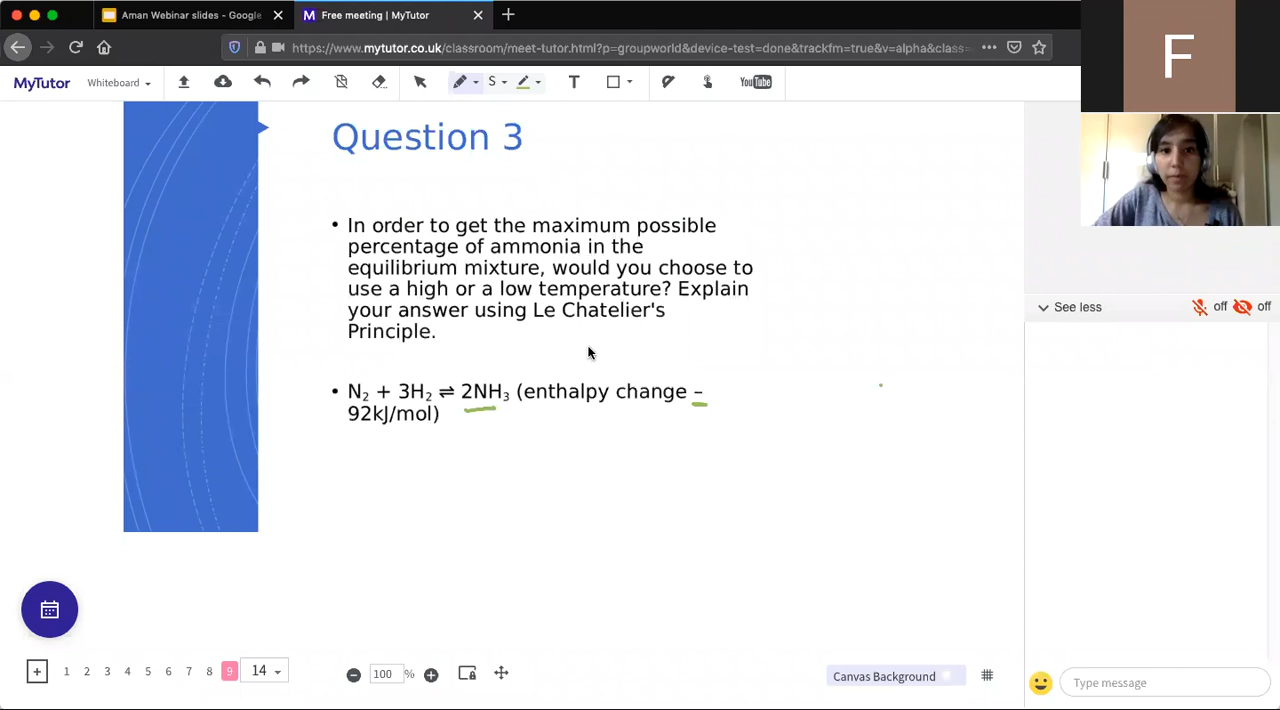 Aman Webinar slides - Google
Free meeting | MyTutor
https://www.mytutor.co.uk/classroom/meet-tutor.html?p=groupworld&device-test=done&trackfm=true&v=alpha&class=
MyTutor
Whiteboard
S
T
YouTube
F
Question 3
• In order to get the maximum possible
percentage of ammonia in the
equilibrium mixture, would you choose to
use a high or a low temperature? Explain
your answer using Le Chatelier's
Principle.
• N₂ + 3H₂ ⇌ 2NH₃ (enthalpy change –
92kJ/mol)
See less
off
off
+ 1 2 3 4 5 6 7 8 9 14
100 %
Canvas Background
Type message